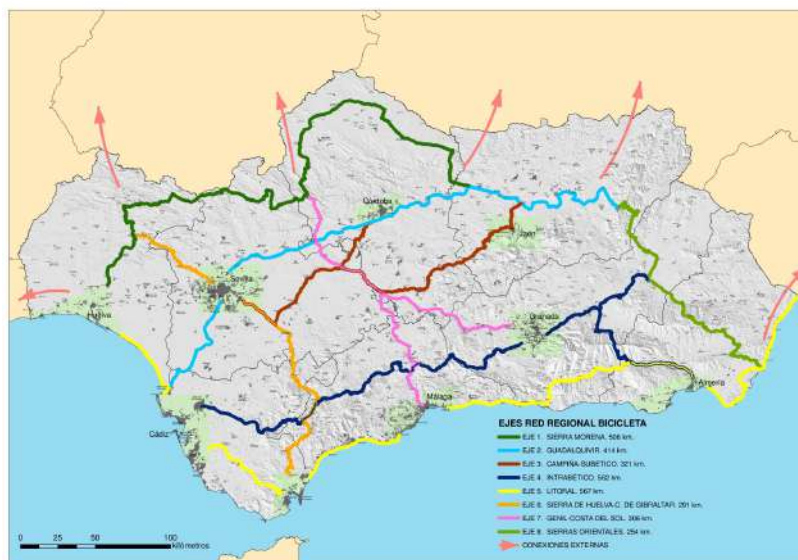 Córdoba
Jaén
Sevilla
Huelva
Granada
Almería
Málaga
Cádiz
EJES RED REGIONAL BICICLETA
EJE 1. SIERRA MORENA. 506 km.
EJE 2. GUADALQUIVIR. 414 km.
EJE 3. CAMPIÑA-SUBÉTICO. 321 km.
EJE 4. INTRABÉTICO. 562 km.
EJE 5. LITORAL. 567 km.
EJE 6. SIERRA DE HUELVA-C. DE GIBRALTAR. 291 km.
EJE 7. GENIL-COSTA DEL SOL. km.
EJE 8. SIERRAS ORIENTALES. 254 km.
CONEXIONES EXTERNAS
0 25 50 100
Kilómetros